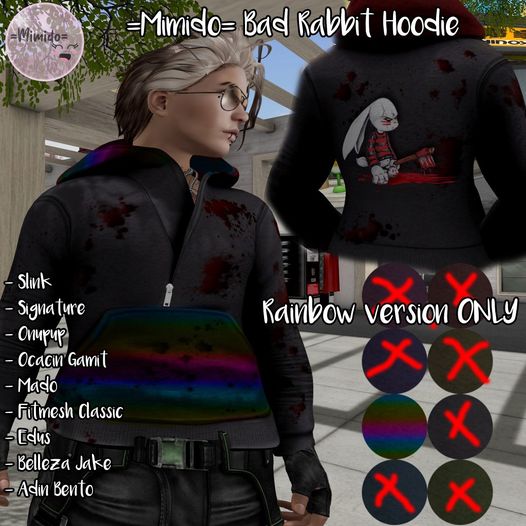 =Mimido=
=Mimido= Bad Rabbit Hoodie
- Slink
- Signature
- Onupup
- Ocacin Gamit
- Mado
- Fitmesh Classic
- Edus
- Belleza Jake
- Adin Bento
Rainbow version ONLY